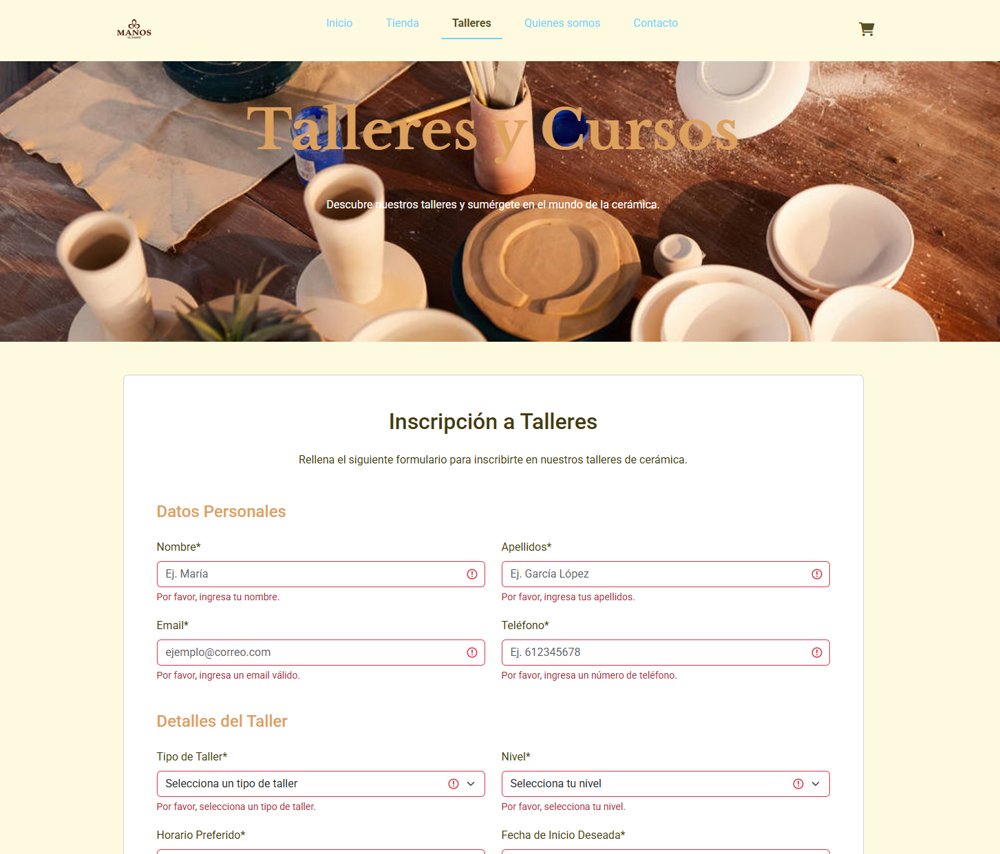 MANOS
AL BARRO
Inicio
Tienda
Talleres
Quienes somos
Contacto
Talleres y Cursos
Descubre nuestros talleres y sumérgete en el mundo de la cerámica.
Inscripción a Talleres
Rellena el siguiente formulario para inscribirte en nuestros talleres de cerámica.
Datos Personales
Nombre*
Apellidos*
Ej. María
Ej. García López
Por favor, ingresa tu nombre.
Por favor, ingresa tus apellidos.
Email*
Teléfono*
ejemplo@correo.com
Ej. 612345678
Por favor, ingresa un email válido.
Por favor, ingresa un número de teléfono.
Detalles del Taller
Tipo de Taller*
Nivel*
Selecciona un tipo de taller
Selecciona tu nivel
Por favor, selecciona un tipo de taller.
Por favor, selecciona tu nivel.
Horario Preferido*
Fecha de Inicio Deseada*